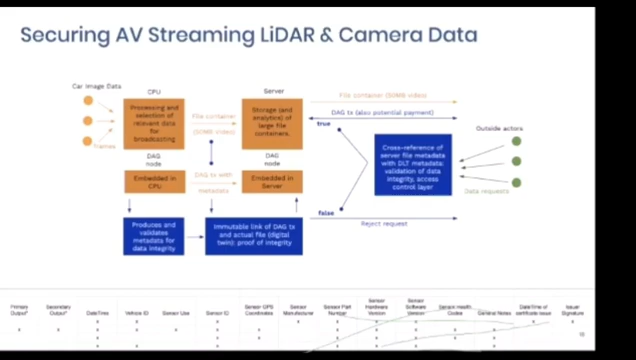 Securing AV Streaming LiDAR & Camera Data
Car Image Data
CPU
Server
Processing and
selection of
relevant data
for
broadcasting
File container
(50MB video)
Storage (and
analytics) of
large file
containers.
File container (50MB video)
DAG tx (also potential payment)
true
Outside actors
frames
DAG
node
DAG
node
Embedded in
CPU
DAG tx with
metadata
Embedded in
Server
Cross-reference of
server file metadata
with DLT metadata:
validation of data
integrity, access
control layer
Data requests
false
Reject request
Produces and
validates
metadata for
data integrity
Immutable link of DAG tx
and actual file (digital
twin): proof of integrity
Primary
Output
Secondary
Output
DateTime
Vehicle ID
Sensor Use
Sensor ID
Sensor GPS
Coordinates
Sensor
Manufacturer
Sensor Part
Number
Sensor
Hardware
Version
Sensor
Software
Version
Sensor Health
Codes
General Notes
DateTime of
certificate issue
Issuer
Signature